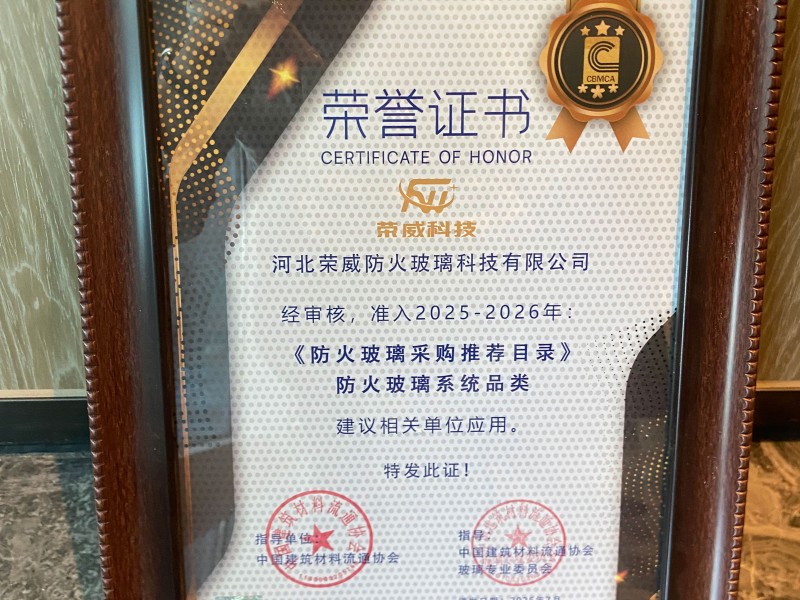 CBMCA
荣誉证书
CERTIFICATE OF HONOR
荣威科技
河北荣威防火玻璃科技有限公司
经审核，准入2025-2026年：
《防火玻璃采购推荐目录》
防火玻璃系统品类
建议相关单位应用。
特发此证！
指导单位：
中国建筑材料流通协会
指导：
中国建筑材料流通协会
玻璃专业委员会